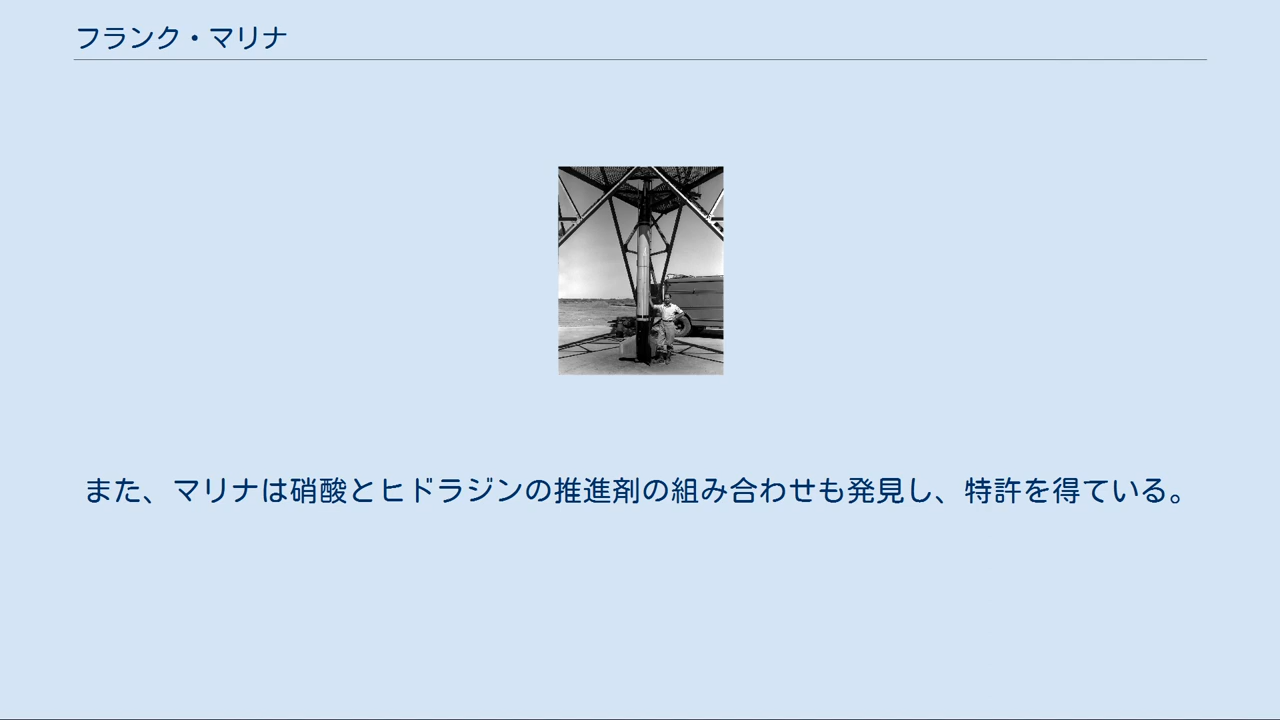 フランク・マリナ
また、マリナは硝酸とヒドラジンの推進剤の組み合わせも発見し、特許を得ている。